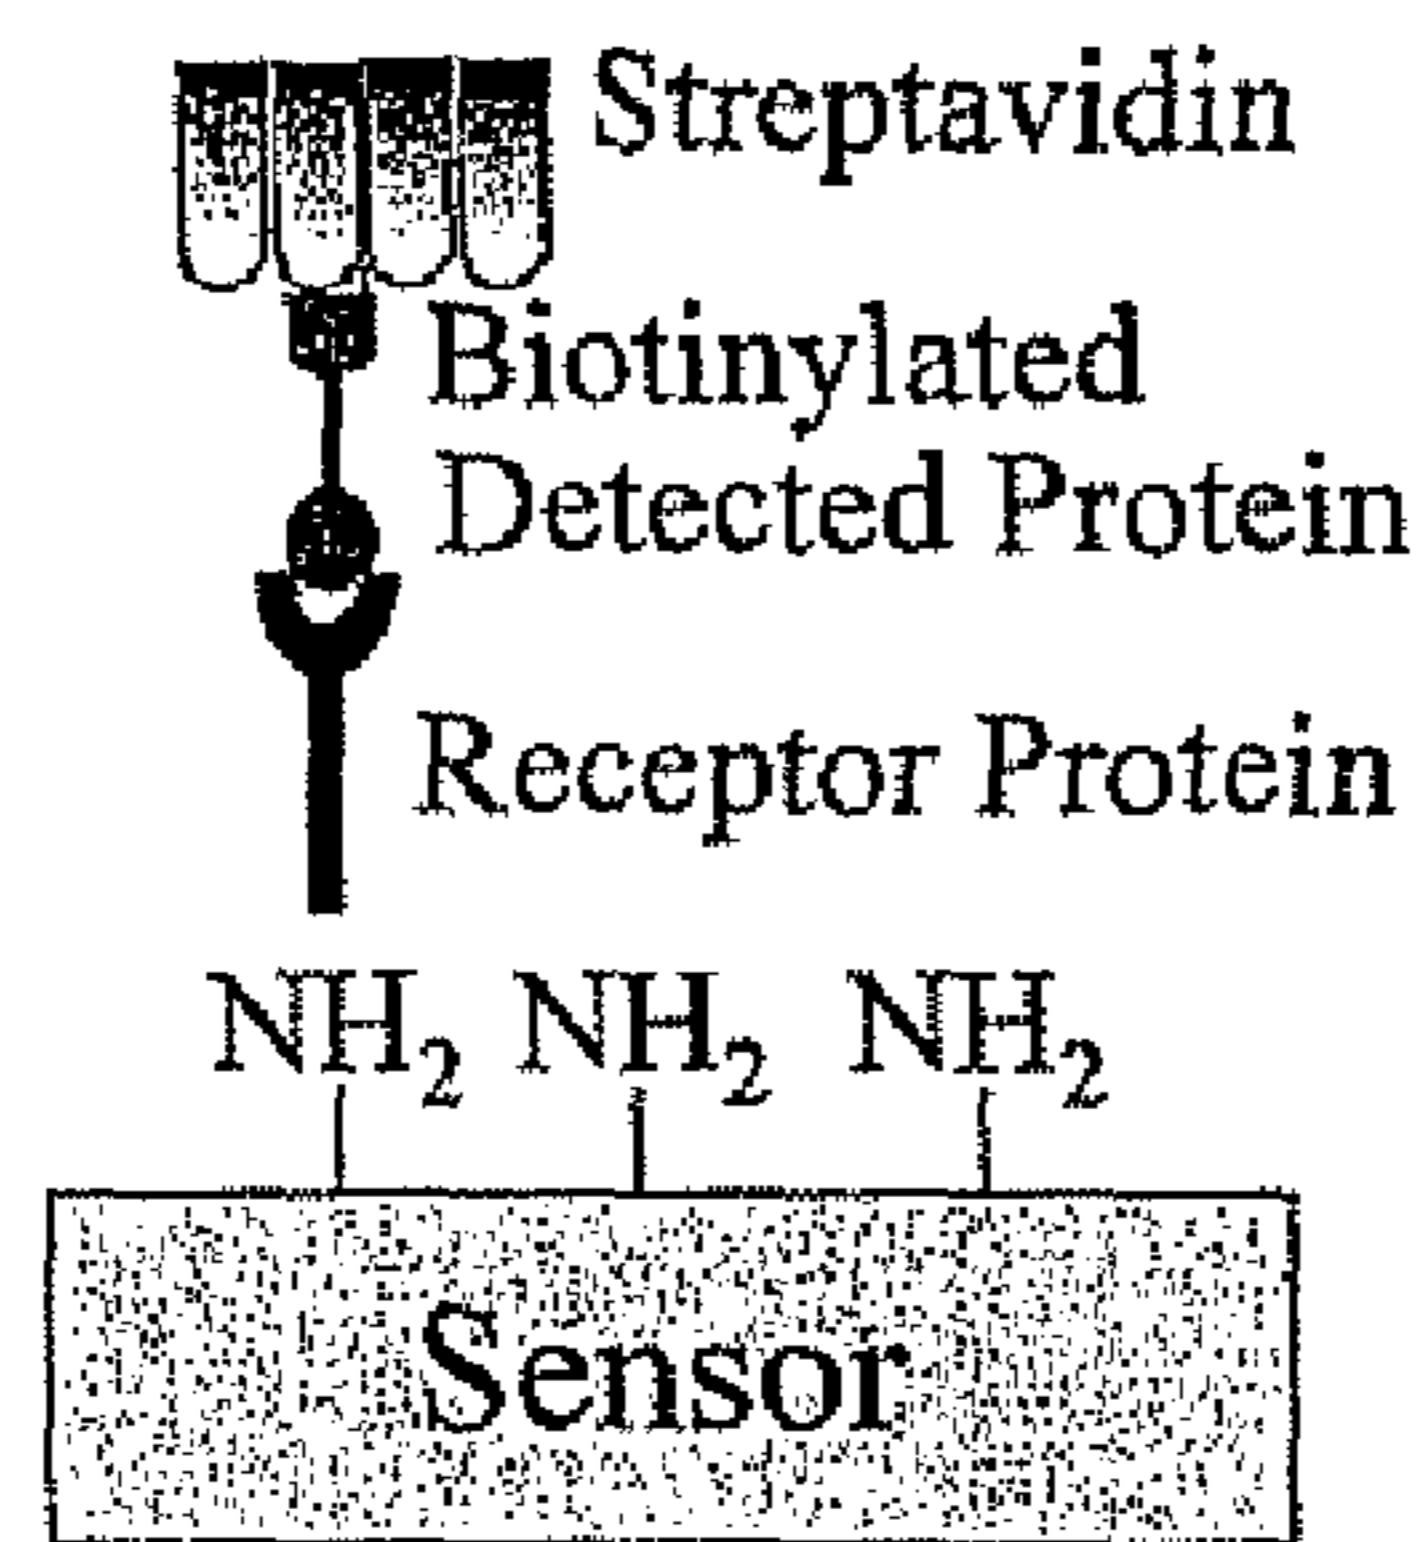 Streptavidin
Biotinylated
Detected Protein
Receptor Protein
NH₂ NH₂ NH₂
Sensor